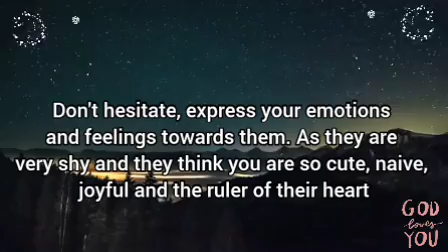 Don't hesitate, express your emotions
and feelings towards them. As they are
very shy and they think you are so cute, naive,
joyful and the ruler of their heart
GOD
loves
YOU